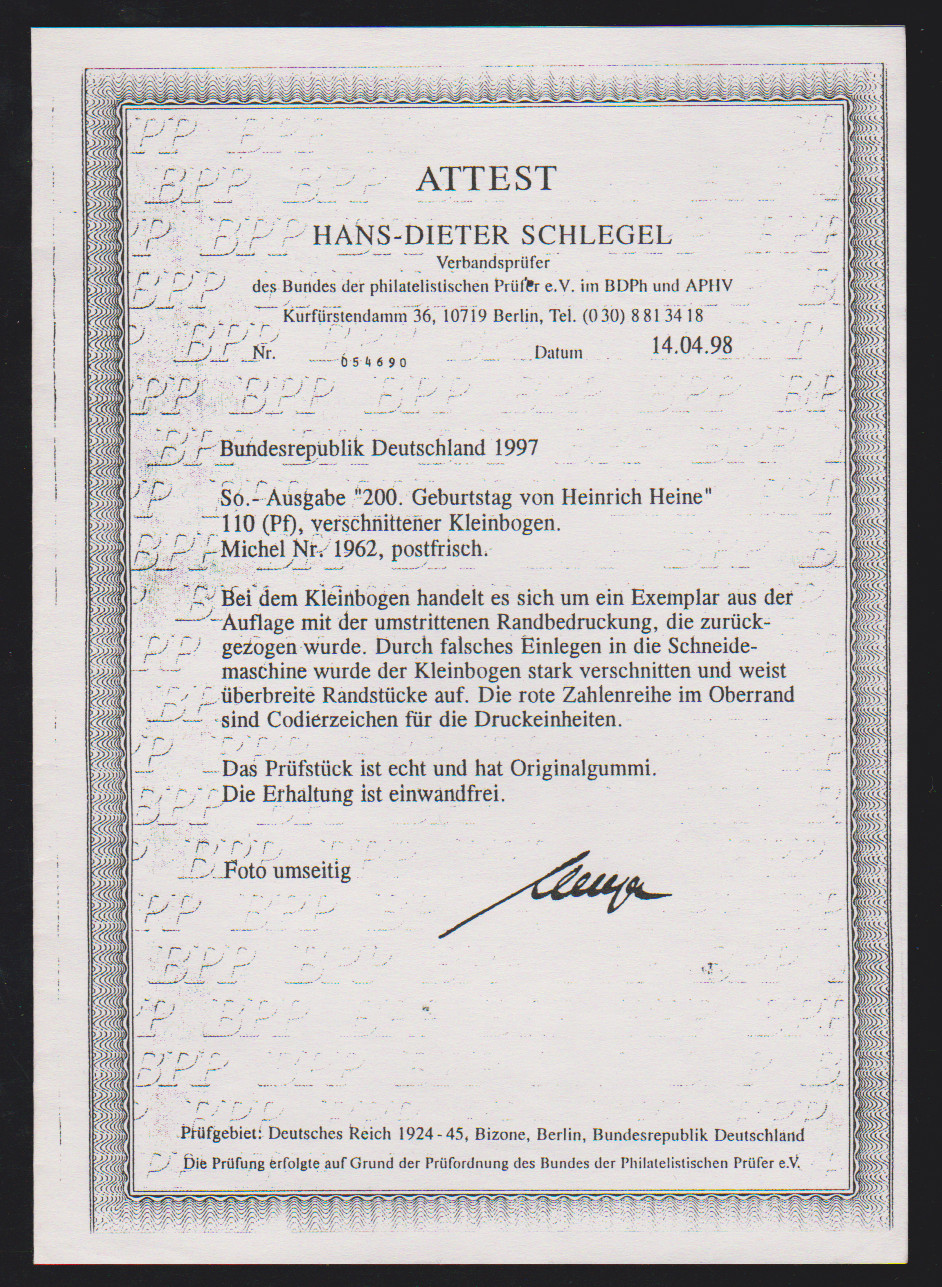 ATTEST
HANS-DIETER SCHLEGEL
Verbandsprüfer
des Bundes der philatelistischen Prüfer e.V. im BDPh und APHV
Kurfürstendamm 36, 10719 Berlin, Tel. (0 30) 8 81 34 18
Nr. 054690 Datum 14.04.98
Bundesrepublik Deutschland 1997
So.- Ausgabe "200. Geburtstag von Heinrich Heine"
110 (Pf), verschnittener Kleinbogen.
Michel Nr. 1962, postfrisch.
Bei dem Kleinbogen handelt es sich um ein Exemplar aus der
Auflage mit der umstrittenen Randbedruckung, die zurück-
gezogen wurde. Durch falsches Einlegen in die Schneide-
maschine wurde der Kleinbogen stark verschnitten und weist
überbreite Randstücke auf. Die rote Zahlenreihe im Oberrand
sind Codierzeichen für die Druckeinheiten.
Das Prüfstück ist echt und hat Originalgummi.
Die Erhaltung ist einwandfrei.
Foto umseitig
Prüfgebiet: Deutsches Reich 1924-45, Bizone, Berlin, Bundesrepublik Deutschland
Die Prüfung erfolgte auf Grund der Prüfordnung des Bundes der Philatelistischen Prüfer e.V.